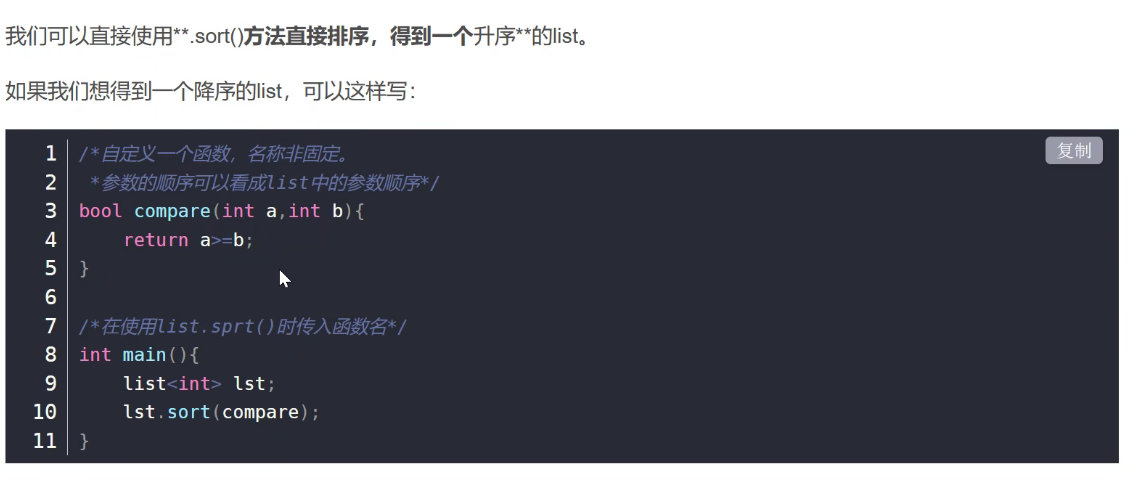 我们可以直接使用**.sort()方法直接排序，得到一个升序**的list。
如果我们想得到一个降序的list，可以这样写：
复制
1 /*自定义一个函数，名称非固定。
2  *参数的顺序可以看成list中的参数顺序*/
3 bool compare(int a,int b){
4     return a>=b;
5 }
6
7 /*在使用list.sprt()时传入函数名*/
8 int main(){
9     list<int> lst;
10     lst.sort(compare);
11 }